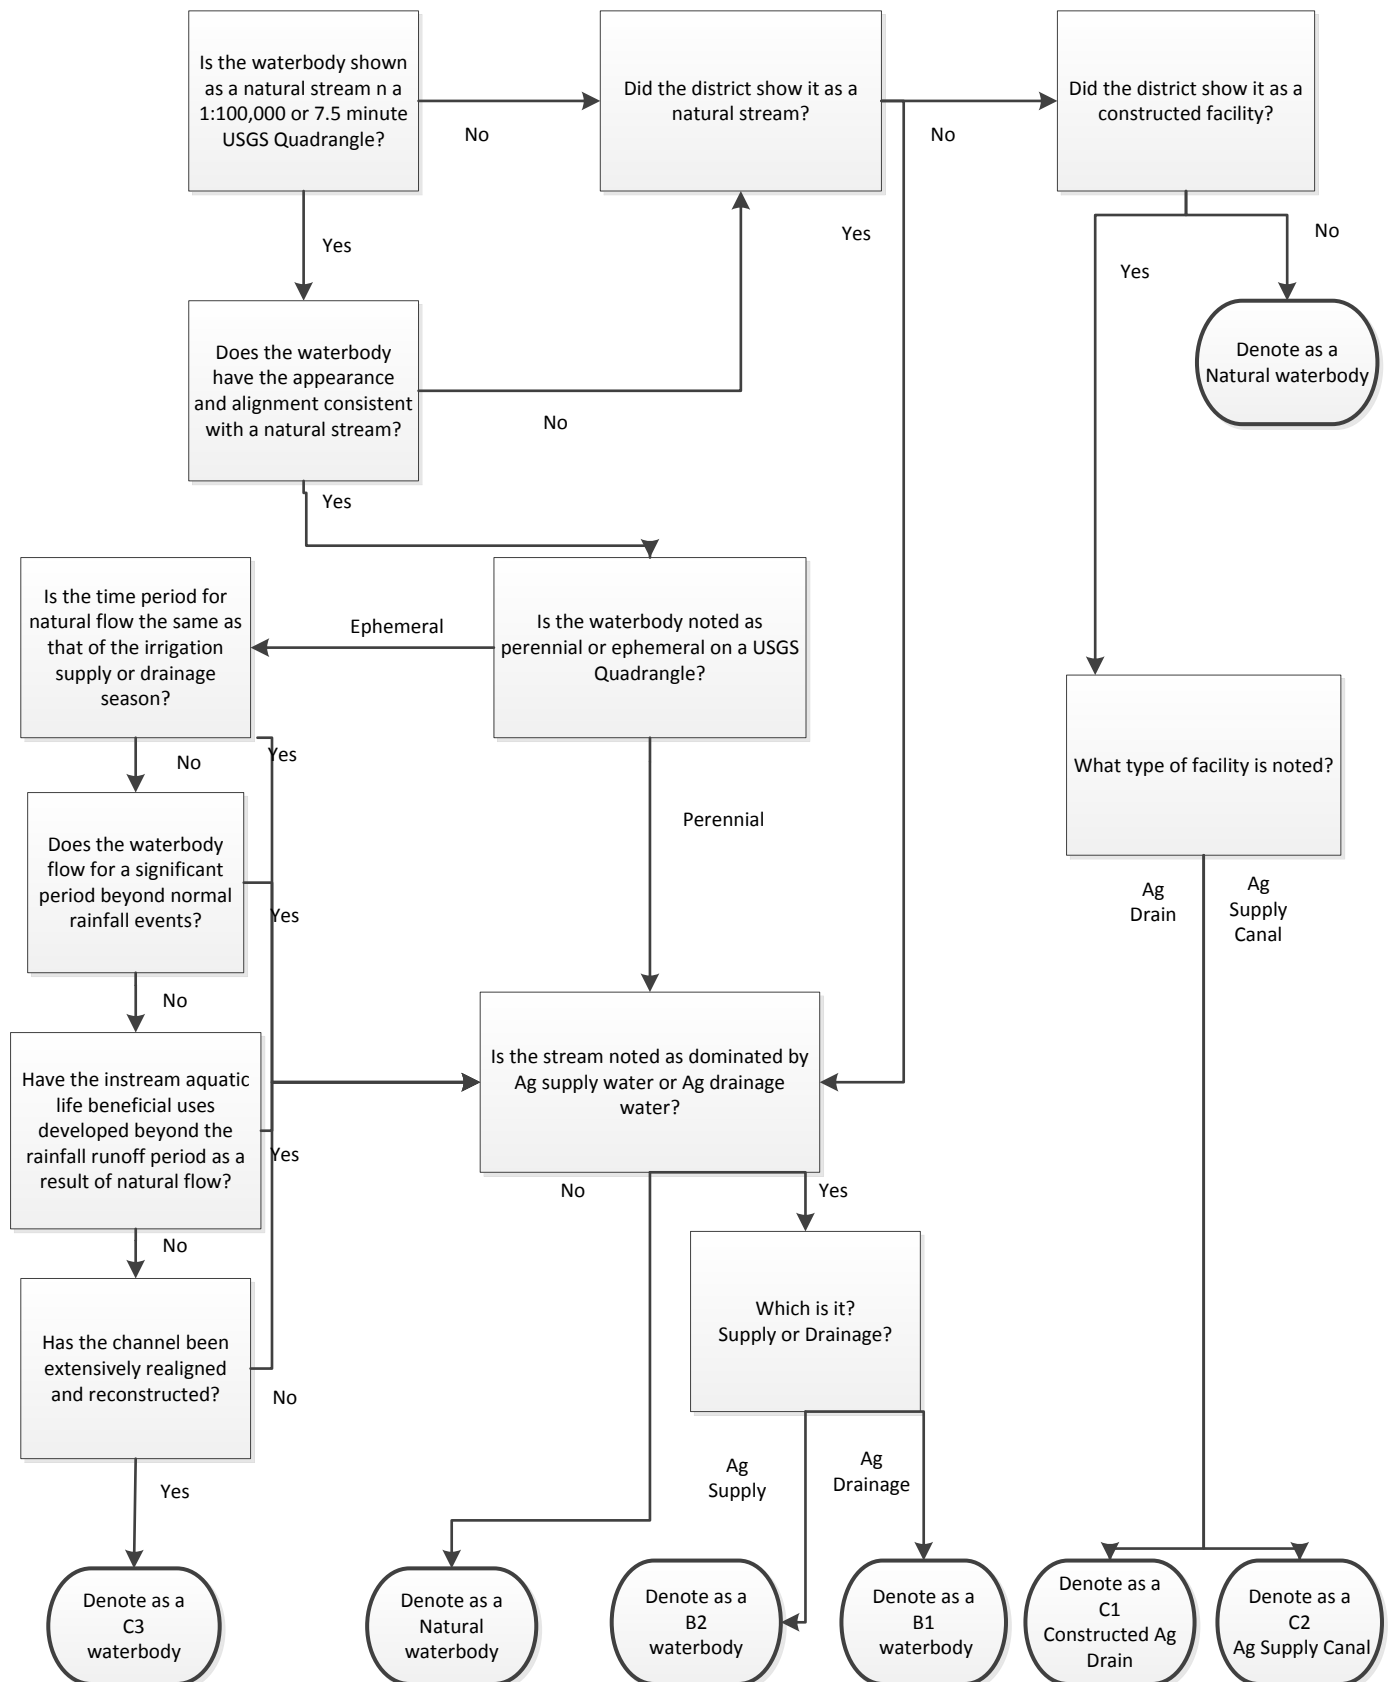 Is the waterbody shown
as a natural stream n a
1:100,000 or 7.5 minute
USGS Quadrangle?
No
Did the district show it as a
natural stream?
No
Did the district show it as a
constructed facility?
Yes
Yes
No
Yes
Denote as a
Natural waterbody
Does the waterbody
have the appearance
and alignment consistent
with a natural stream?
No
Yes
Is the time period for
natural flow the same as
that of the irrigation
supply or drainage
season?
Ephemeral
Is the waterbody noted as
perennial or ephemeral on a USGS
Quadrangle?
No
Yes
What type of facility is noted?
Perennial
Does the waterbody
flow for a significant
period beyond normal
rainfall events?
Yes
Ag
Drain
Ag
Supply
Canal
No
Have the instream aquatic
life beneficial uses
developed beyond the
rainfall runoff period as a
result of natural flow?
Yes
Is the stream noted as dominated by
Ag supply water or Ag drainage
water?
No
Yes
No
Has the channel been
extensively realigned
and reconstructed?
No
Which is it?
Supply or Drainage?
Yes
Ag
Supply
Ag
Drainage
Denote as a
C3
waterbody
Denote as a
Natural
waterbody
Denote as a
B2
waterbody
Denote as a
B1
waterbody
Denote as a
C1
Constructed Ag
Drain
Denote as a
C2
Ag Supply Canal